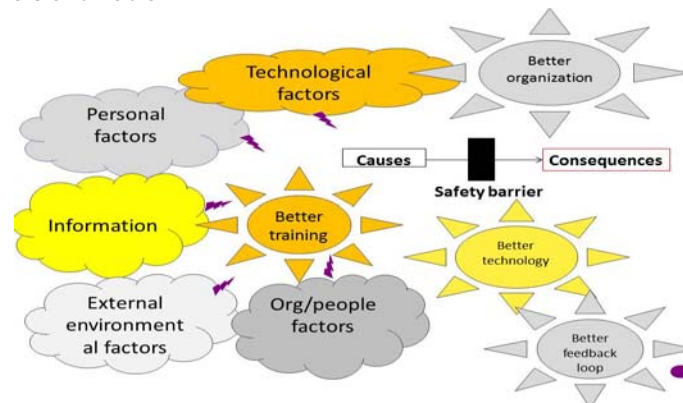 Technological
factors
Better
organization
Personal
factors
Causes
Consequences
Safety barrier
Information
Better
training
Better
technology
External
environment
al factors
Org/people
factors
Better
feedback
loop